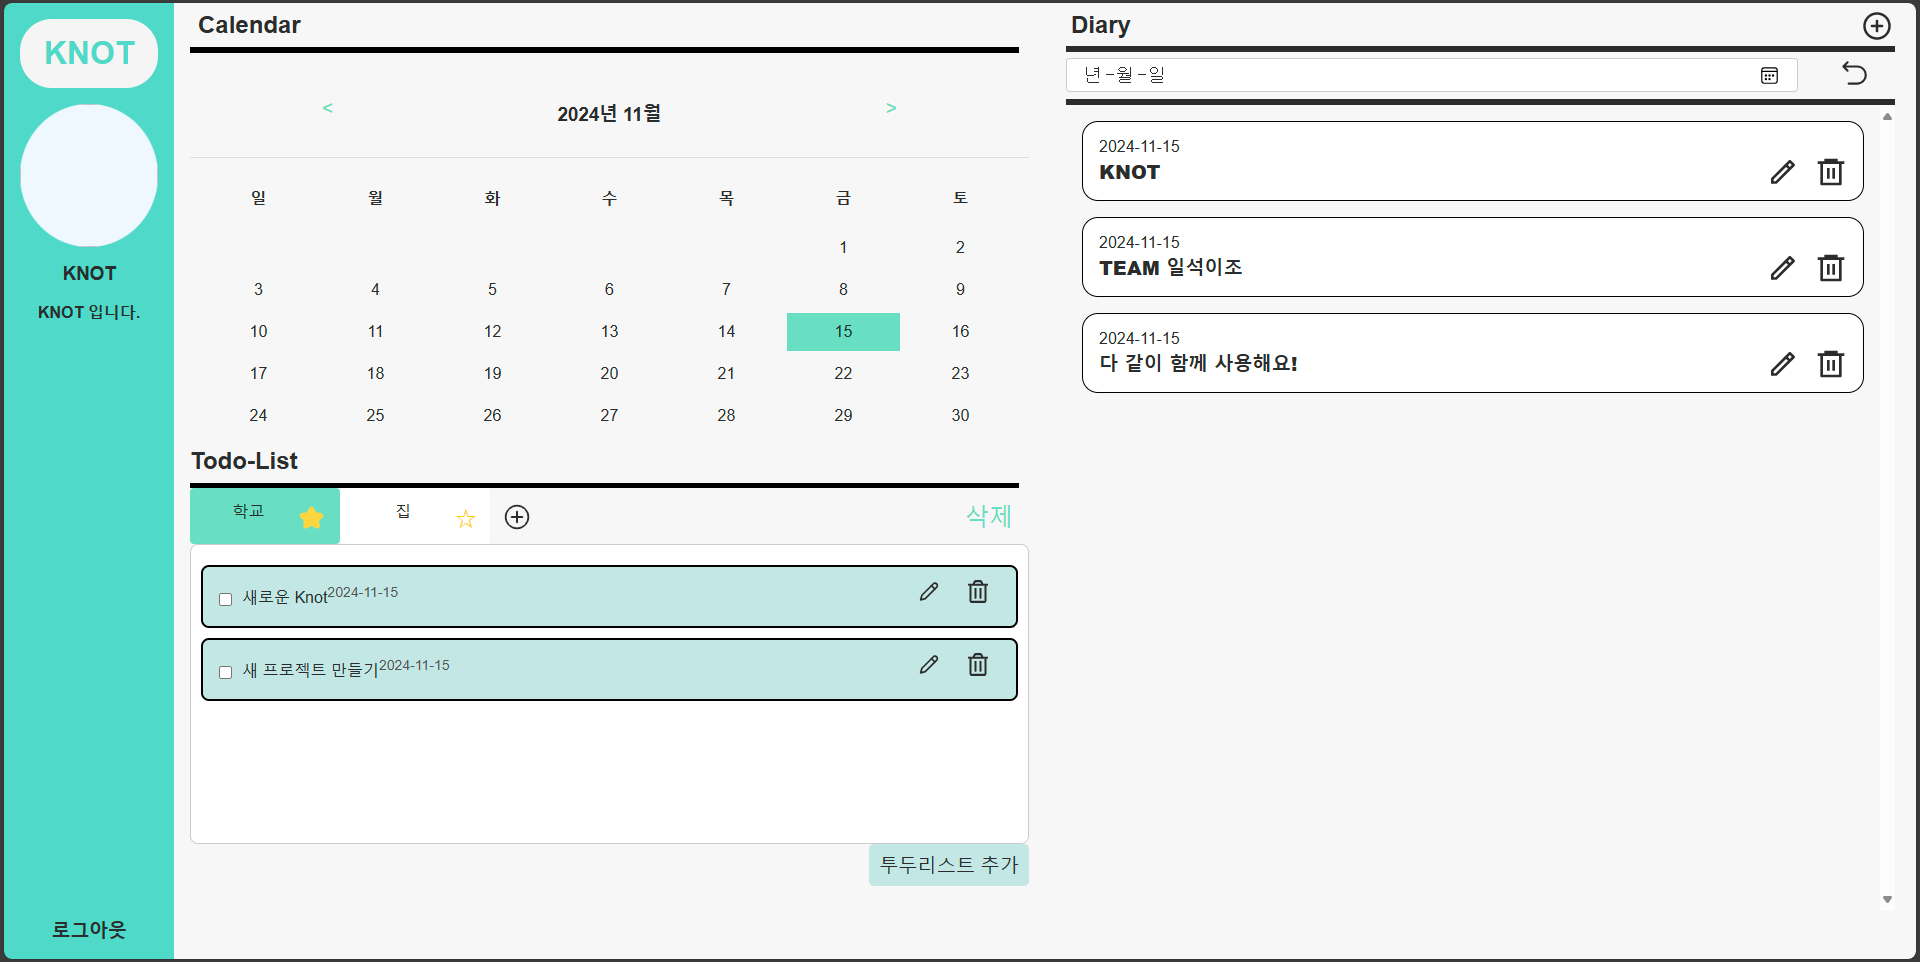 KNOT
KNOT
KNOT 입니다.
로그아웃
Calendar
< 2024년 11월 >
일 월 화 수 목 금 토
1 2
3 4 5 6 7 8 9
10 11 12 13 14 15 16
17 18 19 20 21 22 23
24 25 26 27 28 29 30
Todo-List
학교 집 삭제
새로운 Knot 2024-11-15
새 프로젝트 만들기 2024-11-15
투두리스트 추가
Diary
년-월-일
2024-11-15
KNOT
2024-11-15
TEAM 일석이조
2024-11-15
다 같이 함께 사용해요!